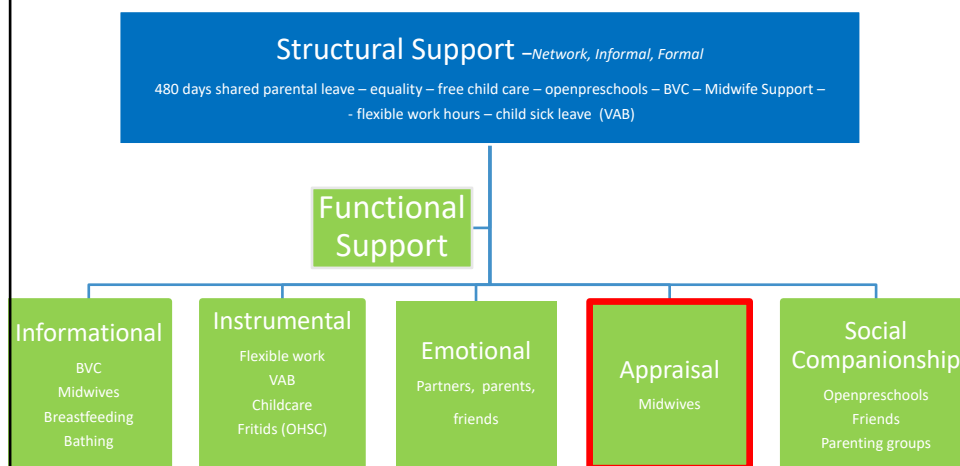 Structural Support –Network, Informal, Formal
480 days shared parental leave – equality – free child care – openpreschools – BVC – Midwife Support –
- flexible work hours – child sick leave (VAB)
Functional
Support
Informational
BVC
Midwives
Breastfeeding
Bathing
Instrumental
Flexible work
VAB
Childcare
Fritids (OHSC)
Emotional
Partners, parents,
friends
Appraisal
Midwives
Social
Companionship
Openpreschools
Friends
Parenting groups